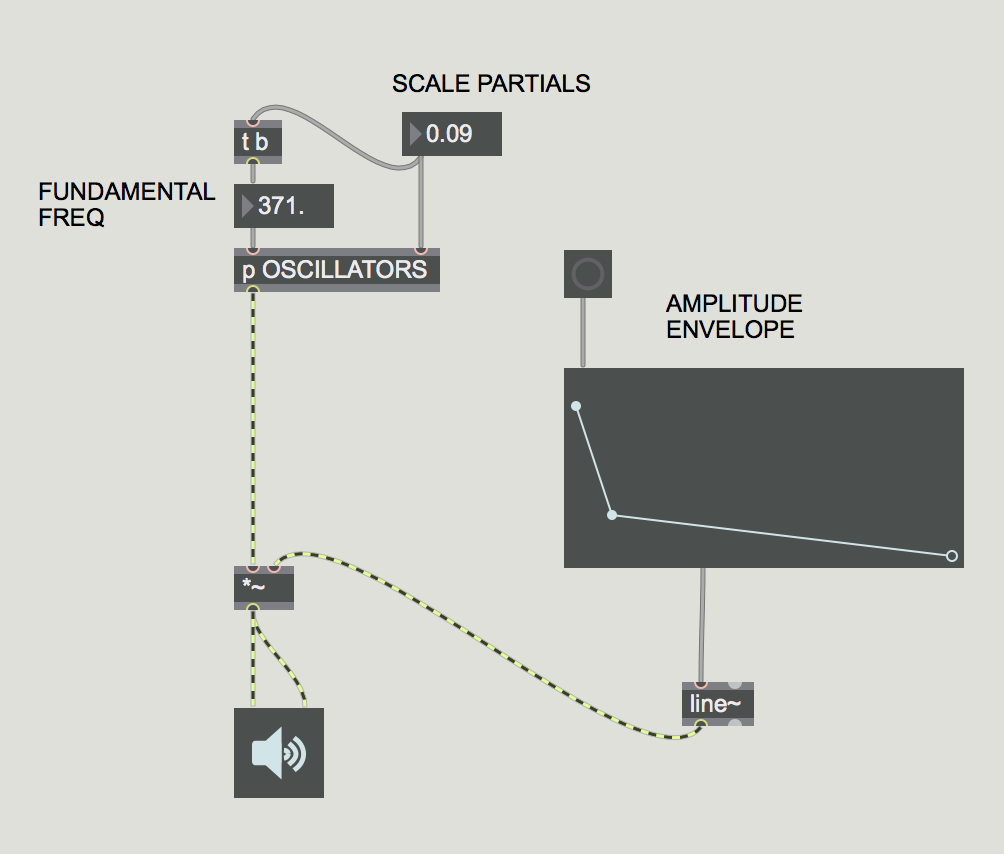 SCALE PARTIALS
0.09
t b
FUNDAMENTAL
FREQ
371.
p OSCILLATORS
AMPLITUDE
ENVELOPE
*~
line~